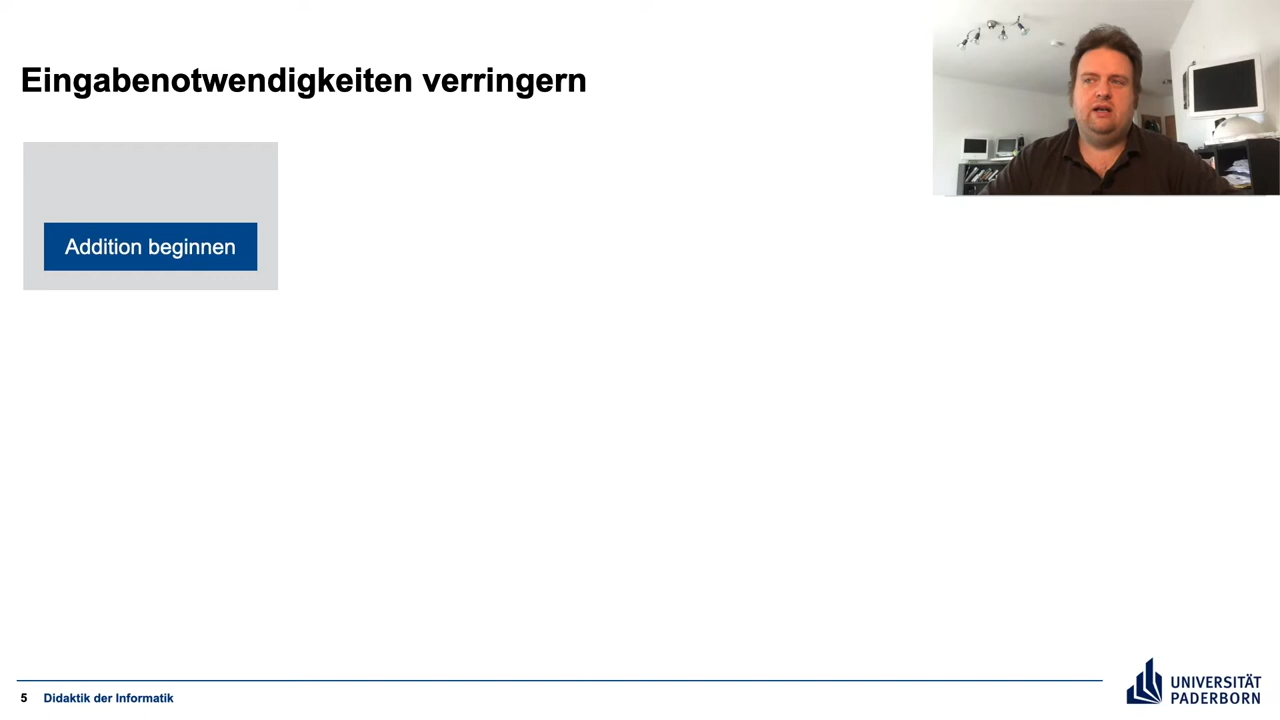 Eingabenotwendigkeiten verringern
Addition beginnen
5 Didaktik der Informatik
UNIVERSITÄT
PADERBORN